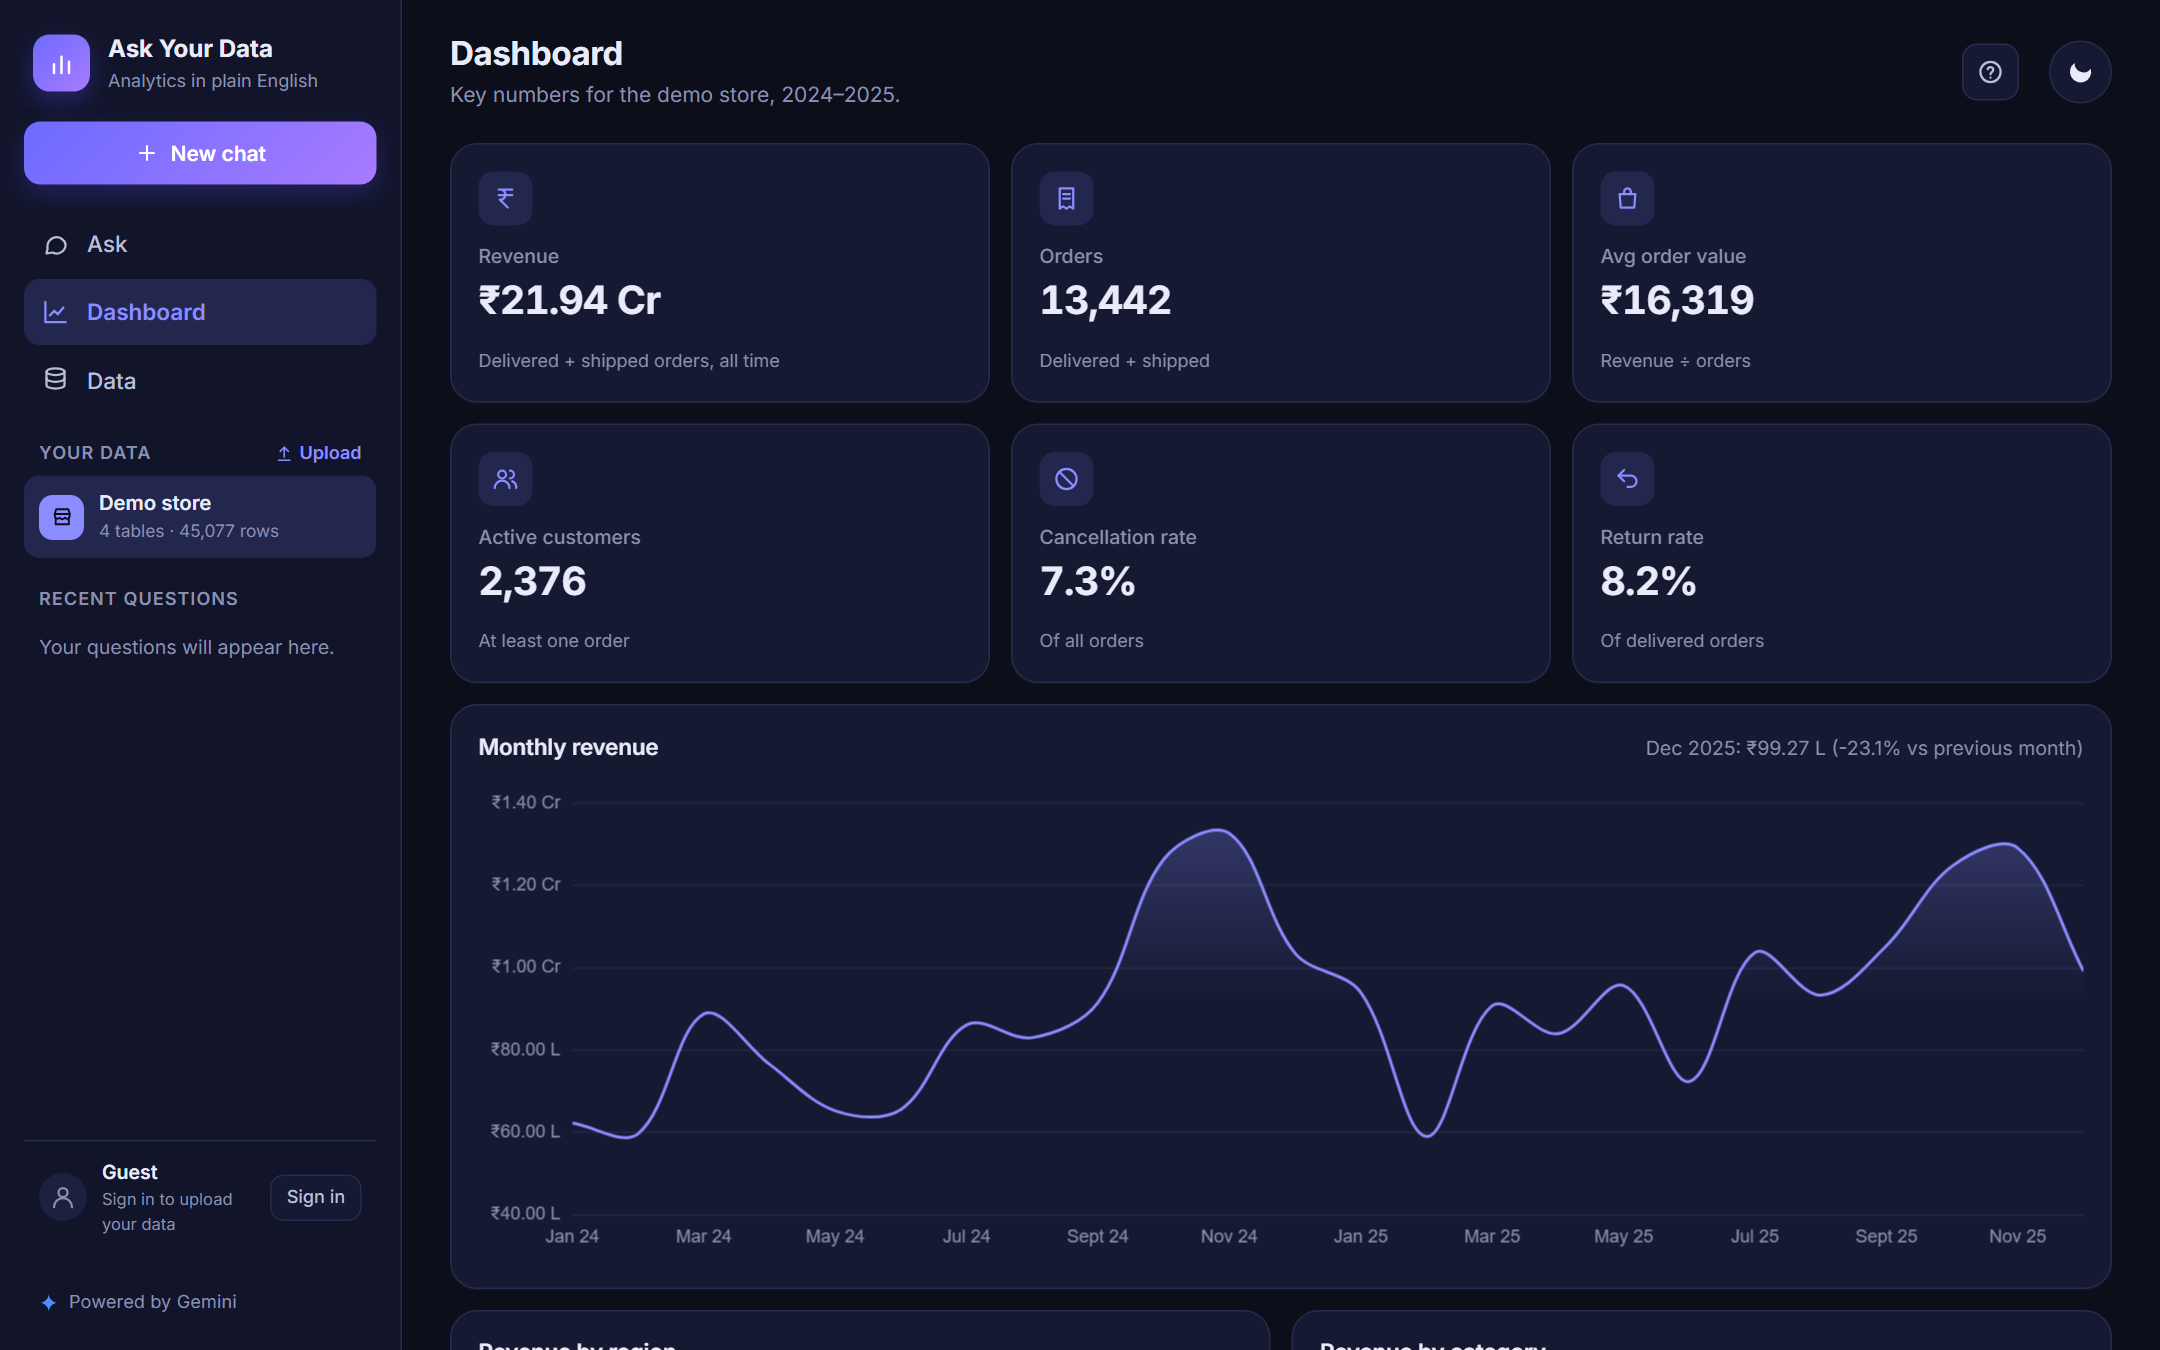 Ask Your Data
Analytics in plain English
+ New chat
Ask
Dashboard
Data
YOUR DATA
Upload
Demo store
4 tables · 45,077 rows
RECENT QUESTIONS
Your questions will appear here.
Guest
Sign in to upload
your data
Sign in
Powered by Gemini
Dashboard
Key numbers for the demo store, 2024–2025.
Revenue
₹21.94 Cr
Delivered + shipped orders, all time
Orders
13,442
Delivered + shipped
Avg order value
₹16,319
Revenue ÷ orders
Active customers
2,376
At least one order
Cancellation rate
7.3%
Of all orders
Return rate
8.2%
Of delivered orders
Monthly revenue
Dec 2025: ₹99.27 L (-23.1% vs previous month)
₹1.40 Cr
₹1.20 Cr
₹1.00 Cr
₹80.00 L
₹60.00 L
₹40.00 L
Jan 24 Mar 24 May 24 Jul 24 Sept 24 Nov 24 Jan 25 Mar 25 May 25 Jul 25 Sept 25 Nov 25
Revenue by region
Revenue by category